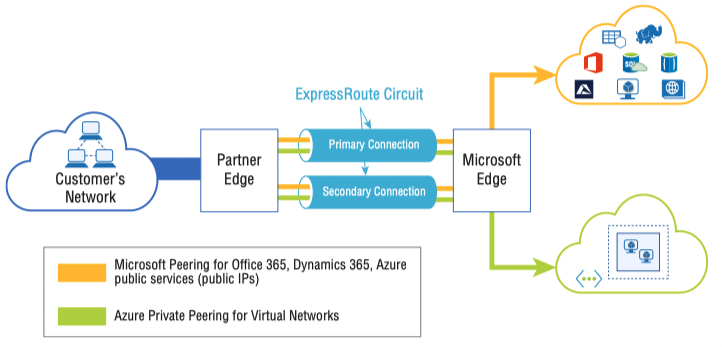 ExpressRoute Circuit
Customer's
Network
Partner
Edge
Primary Connection
Secondary Connection
Microsoft
Edge
SQL
Microsoft Peering for Office 365, Dynamics 365, Azure
public services (public IPs)
Azure Private Peering for Virtual Networks